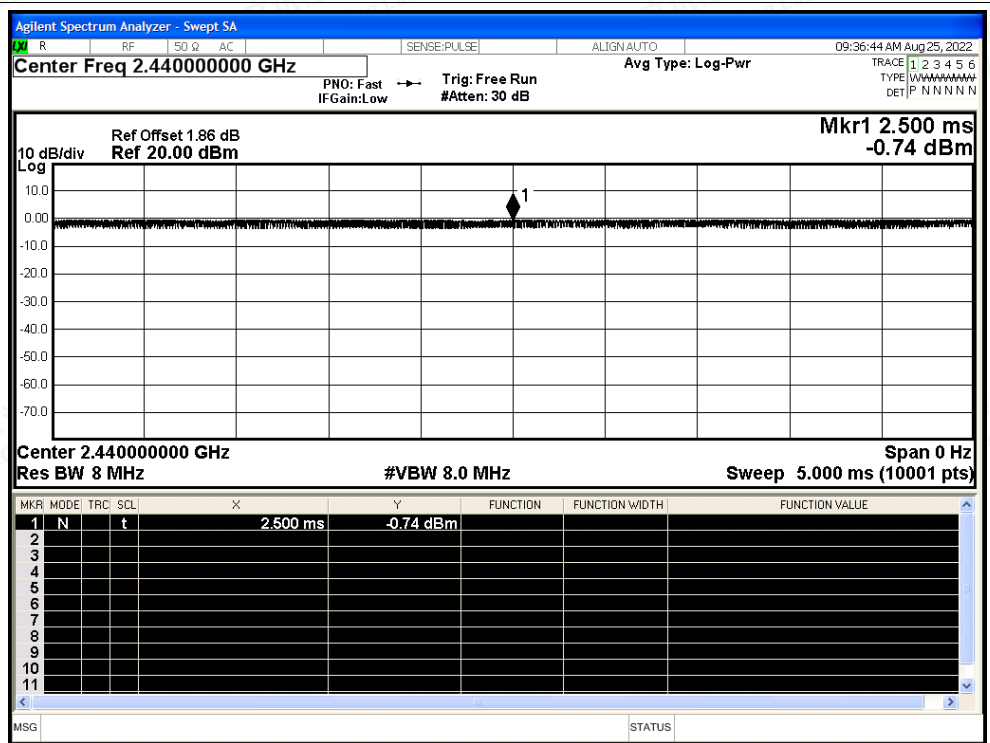 Agilent Spectrum Analyzer - Swept SA
LXI R RF 50 Ω AC SENSE:PULSE ALIGN AUTO 09:36:44 AM Aug 25, 2022
Center Freq 2.440000000 GHz
PNO: Fast
IFGain:Low
Trig: Free Run
#Atten: 30 dB
Avg Type: Log-Pwr
TRACE 1 2 3 4 5 6
TYPE
DET P N N N N N
Ref Offset 1.86 dB
10 dB/div Ref 20.00 dBm
Log
Mkr1 2.500 ms
-0.74 dBm
1
10.0
0.00
-10.0
-20.0
-30.0
-40.0
-50.0
-60.0
-70.0
Center 2.440000000 GHz Span 0 Hz
Res BW 8 MHz #VBW 8.0 MHz Sweep 5.000 ms (10001 pts)
MKR MODE TRC SCL X Y FUNCTION FUNCTION WIDTH FUNCTION VALUE
1 N t 2.500 ms -0.74 dBm
2
3
4
5
6
7
8
9
10
11
MSG STATUS